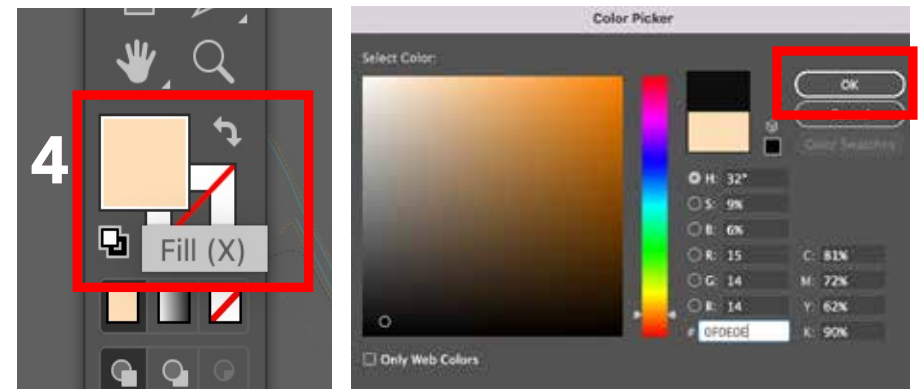 4
Fill (X)
Color Picker
Select Color:
OK
Color Swatches
H: 32°
S: 9%
B: 6%
R: 15
G: 14
B: 14
# 0F0E0E
C: 81%
M: 72%
Y: 62%
K: 90%
Only Web Colors